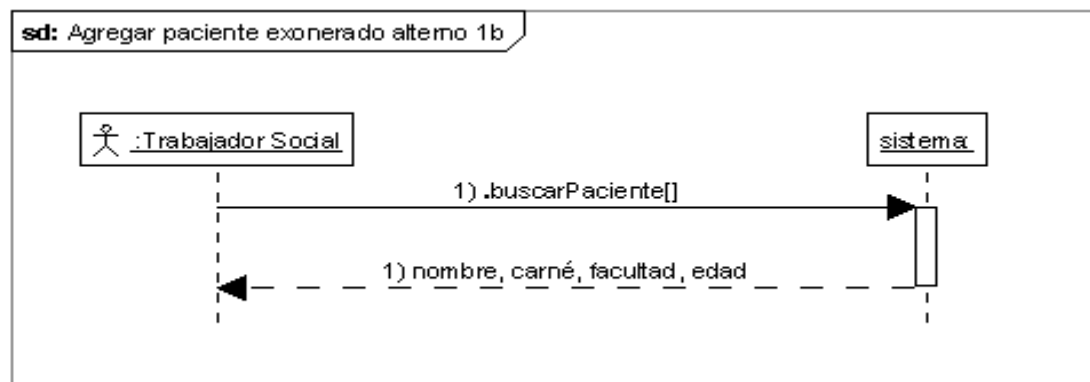 sd: Agregar paciente exonerado alterno 1b
:Trabajador Social
sistema:
1) .buscarPaciente[]
1) nombre, carné, facultad, edad